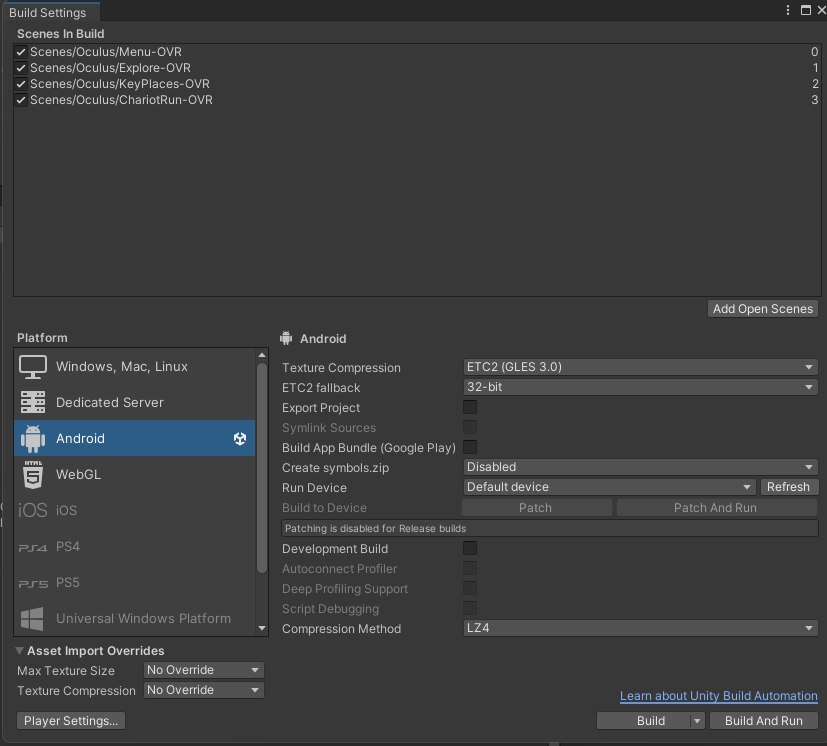 Build Settings
Scenes In Build
Scenes/Oculus/Menu-OVR 0
Scenes/Oculus/Explore-OVR 1
Scenes/Oculus/KeyPlaces-OVR 2
Scenes/Oculus/ChariotRun-OVR 3
Add Open Scenes
Platform
Windows, Mac, Linux
Dedicated Server
Android
HTML
5
WebGL
iOS iOS
PS4 PS4
PS5 PS5
Universal Windows Platform
Android
Texture Compression ETC2 (GLES 3.0)
ETC2 fallback 32-bit
Export Project
Symlink Sources
Build App Bundle (Google Play)
Create symbols.zip Disabled
Run Device Default device Refresh
Build to Device Patch Patch And Run
Patching is disabled for Release builds
Development Build
Autoconnect Profiler
Deep Profiling Support
Script Debugging
Compression Method LZ4
Asset Import Overrides
Max Texture Size No Override
Texture Compression No Override
Learn about Unity Build Automation
Player Settings... Build Build And Run